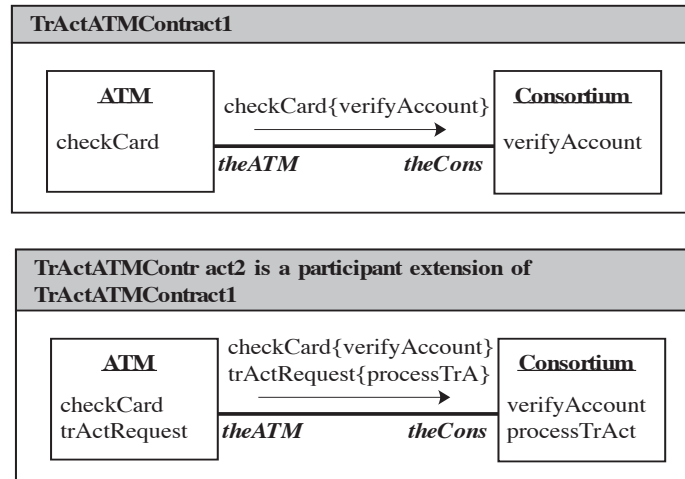 TrActATMContract1
ATM
checkCard
checkCard{verifyAccount}
theATM
theCons
Consortium
verifyAccount
TrActATMContr act2 is a participant extension of
TrActATMContract1
ATM
checkCard
trActRequest
checkCard{verifyAccount}
trActRequest{processTrA}
theATM
theCons
Consortium
verifyAccount
processTrAct